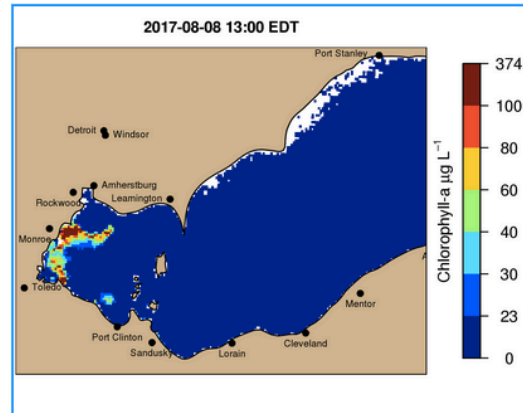 2017-08-08 13:00 EDT
Port Stanley
Detroit
Windsor
Amherstburg
Rockwood
Leamington
Monroe
Toledo
Port Clinton
Sandusky
Lorain
Cleveland
Mentor
A
Chlorophyll-a µg L⁻¹
374
100
80
60
40
30
23
0